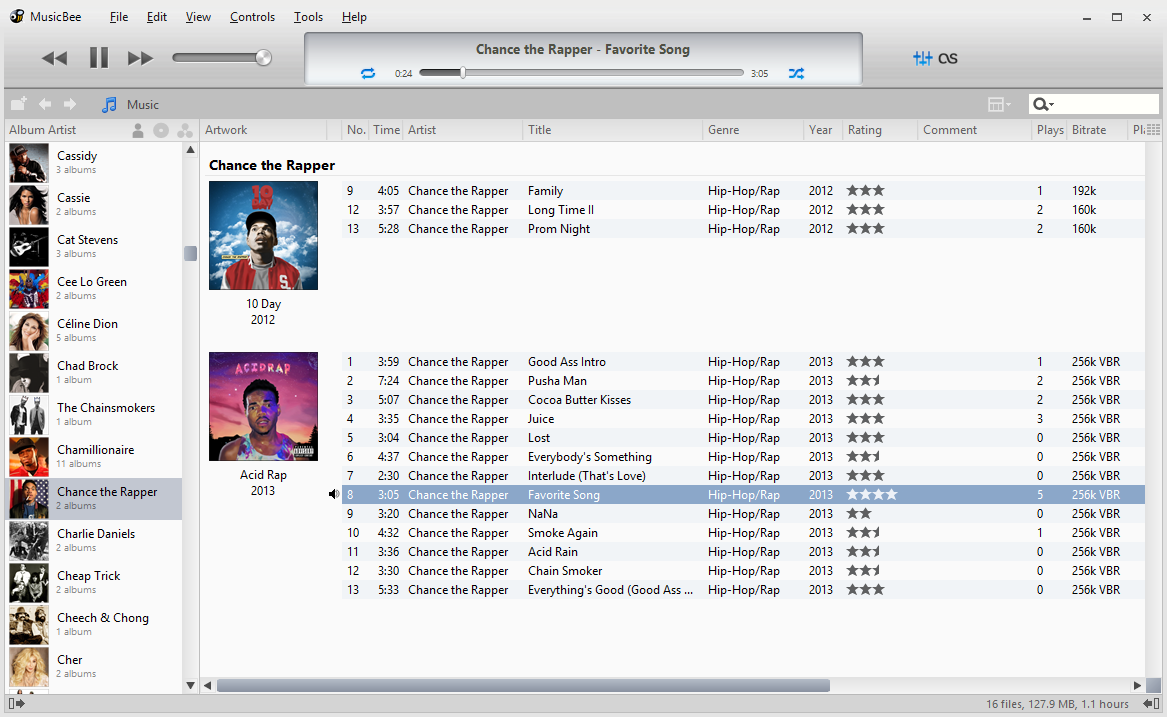 MusicBee File Edit View Controls Tools Help
Chance the Rapper - Favorite Song
0:24 3:05
Music
Album Artist Artwork No. Time Artist Title Genre Year Rating Comment Plays Bitrate
Cassidy
3 albums
Cassie
2 albums
Cat Stevens
3 albums
Cee Lo Green
2 albums
Céline Dion
5 albums
Chad Brock
1 album
The Chainsmokers
1 album
Chamillionaire
11 albums
Chance the Rapper
2 albums
Charlie Daniels
2 albums
Cheap Trick
2 albums
Cheech & Chong
1 album
Cher
2 albums
Chance the Rapper
10 DAY
10 Day
2012
9 4:05 Chance the Rapper Family Hip-Hop/Rap 2012 1 192k
12 3:57 Chance the Rapper Long Time II Hip-Hop/Rap 2012 2 160k
13 5:28 Chance the Rapper Prom Night Hip-Hop/Rap 2012 2 160k
ACIDRAP
Acid Rap
2013
1 3:59 Chance the Rapper Good Ass Intro Hip-Hop/Rap 2013 1 256k VBR
2 7:24 Chance the Rapper Pusha Man Hip-Hop/Rap 2013 2 256k VBR
3 5:07 Chance the Rapper Cocoa Butter Kisses Hip-Hop/Rap 2013 2 256k VBR
4 3:35 Chance the Rapper Juice Hip-Hop/Rap 2013 3 256k VBR
5 3:04 Chance the Rapper Lost Hip-Hop/Rap 2013 0 256k VBR
6 4:37 Chance the Rapper Everybody's Something Hip-Hop/Rap 2013 0 256k VBR
7 2:30 Chance the Rapper Interlude (That's Love) Hip-Hop/Rap 2013 0 256k VBR
8 3:05 Chance the Rapper Favorite Song Hip-Hop/Rap 2013 5 256k VBR
9 3:20 Chance the Rapper NaNa Hip-Hop/Rap 2013 0 256k VBR
10 4:32 Chance the Rapper Smoke Again Hip-Hop/Rap 2013 1 256k VBR
11 3:36 Chance the Rapper Acid Rain Hip-Hop/Rap 2013 0 256k VBR
12 3:30 Chance the Rapper Chain Smoker Hip-Hop/Rap 2013 0 256k VBR
13 5:33 Chance the Rapper Everything's Good (Good Ass ... Hip-Hop/Rap 2013 0 256k VBR
16 files, 127.9 MB, 1.1 hours